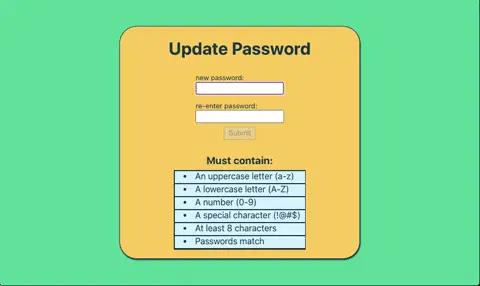 Update Password
new password:
re-enter password:
Submit
Must contain:
• An uppercase letter (a-z)
• A lowercase letter (A-Z)
• A number (0-9)
• A special character (!@#$)
• At least 8 characters
• Passwords match